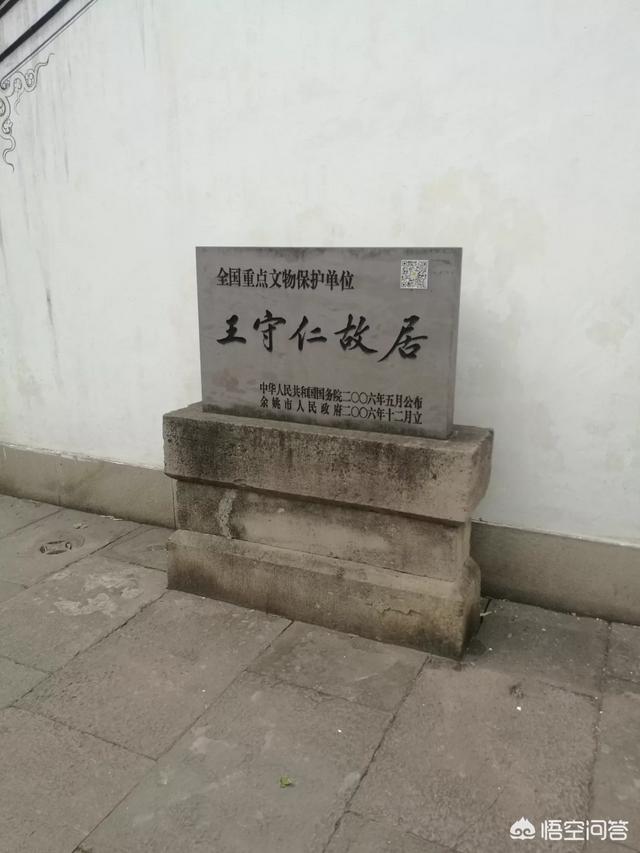 全国重点文物保护单位
王守仁故居
中华人民共和国国务院二〇〇六年五月公布
余姚市人民政府二〇〇六年十二月立
悟空问答